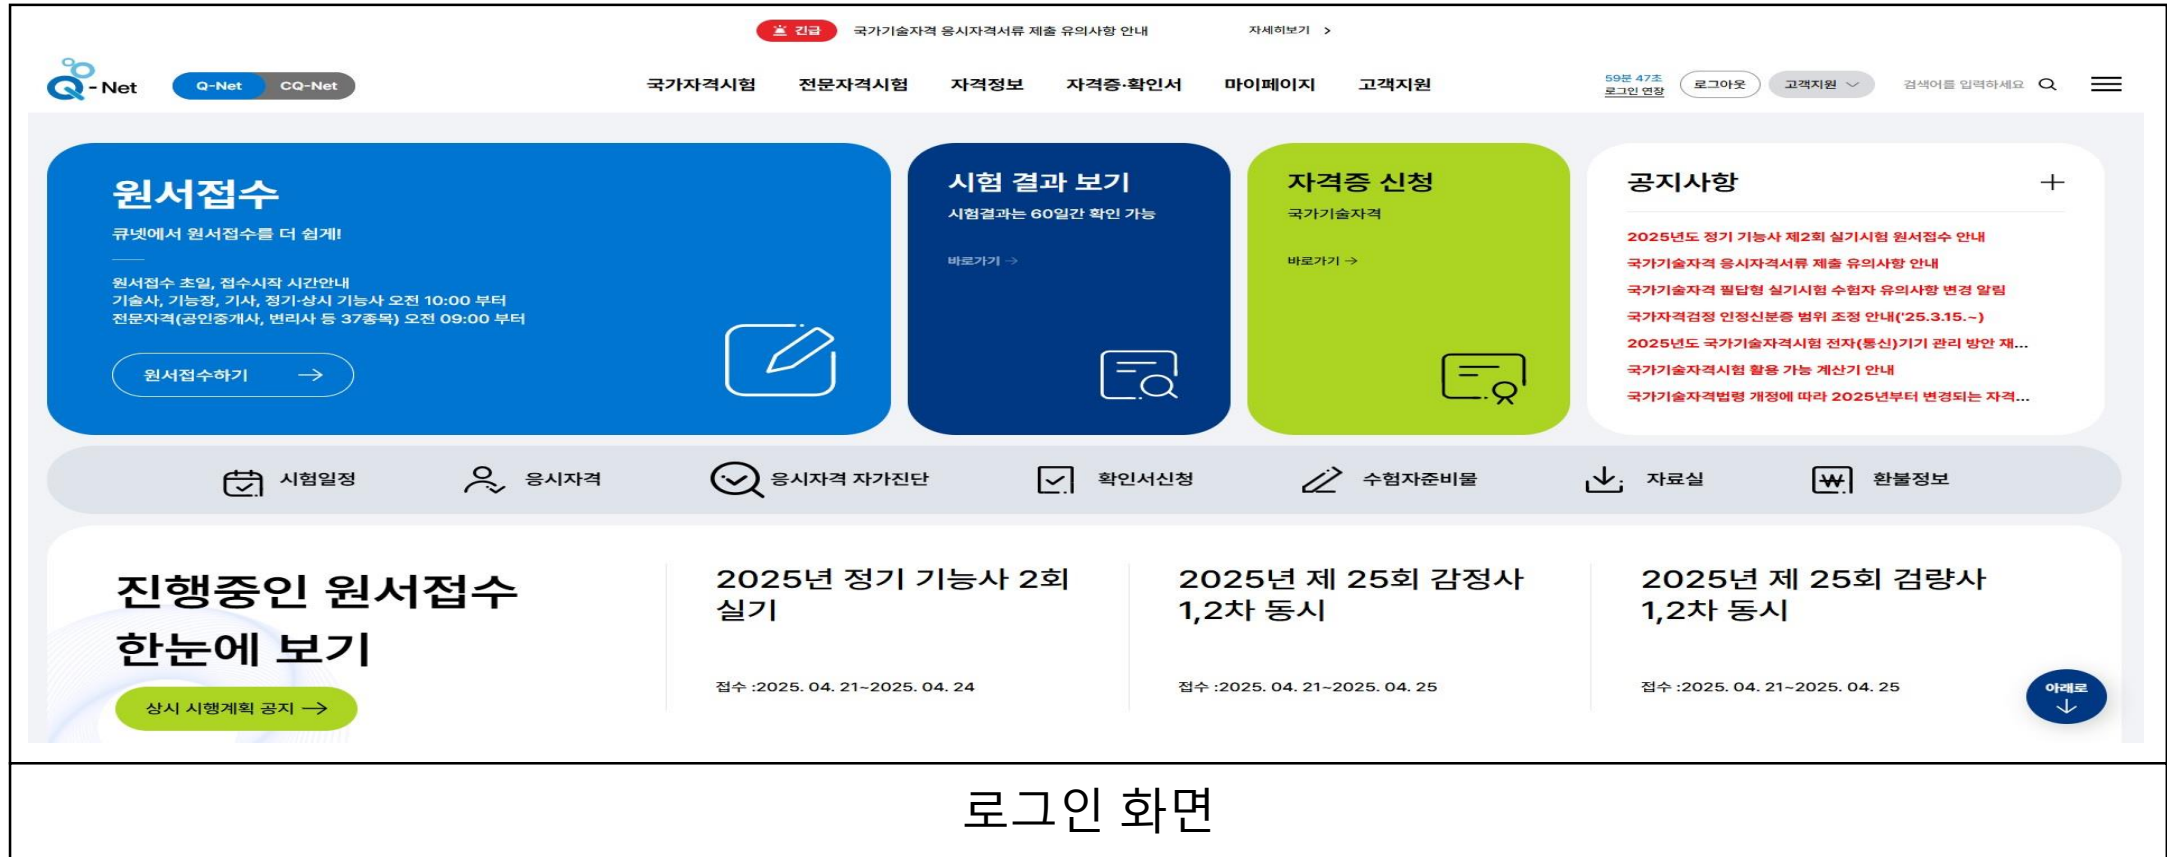 긴급 국가기술자격 응시자격서류 제출 유의사항 안내 자세히보기 >
Q-Net Q-Net CQ-Net 국가자격시험 전문자격시험 자격정보 자격증·확인서 마이페이지 고객지원 59분 47초 로그인 연장 로그아웃 고객지원 검색어를 입력하세요
원서접수
큐넷에서 원서접수를 더 쉽게!
원서접수 초일, 접수시작 시간안내
기술사, 기능장, 기사, 정기·상시 기능사 오전 10:00 부터
전문자격(공인중개사, 변리사 등 37종목) 오전 09:00 부터
원서접수하기 →
시험 결과 보기
시험결과는 60일간 확인 가능
바로가기 →
자격증 신청
국가기술자격
바로가기 →
공지사항 +
2025년도 정기 기능사 제2회 실기시험 원서접수 안내
국가기술자격 응시자격서류 제출 유의사항 안내
국가기술자격 필답형 실기시험 수험자 유의사항 변경 알림
국가자격검정 인정신분증 범위 조정 안내('25.3.15.~)
2025년도 국가기술자격시험 전자(통신)기기 관리 방안 재...
국가기술자격시험 활용 가능 계산기 안내
국가기술자격법령 개정에 따라 2025년부터 변경되는 자격...
시험일정 응시자격 응시자격 자가진단 확인서신청 수험자준비물 자료실 환불정보
진행중인 원서접수
한눈에 보기
상시 시행계획 공지 →
2025년 정기 기능사 2회
실기
접수 :2025. 04. 21~2025. 04. 24
2025년 제 25회 감정사
1,2차 동시
접수 :2025. 04. 21~2025. 04. 25
2025년 제 25회 검량사
1,2차 동시
접수 :2025. 04. 21~2025. 04. 25
아래로
↓
로그인 화면